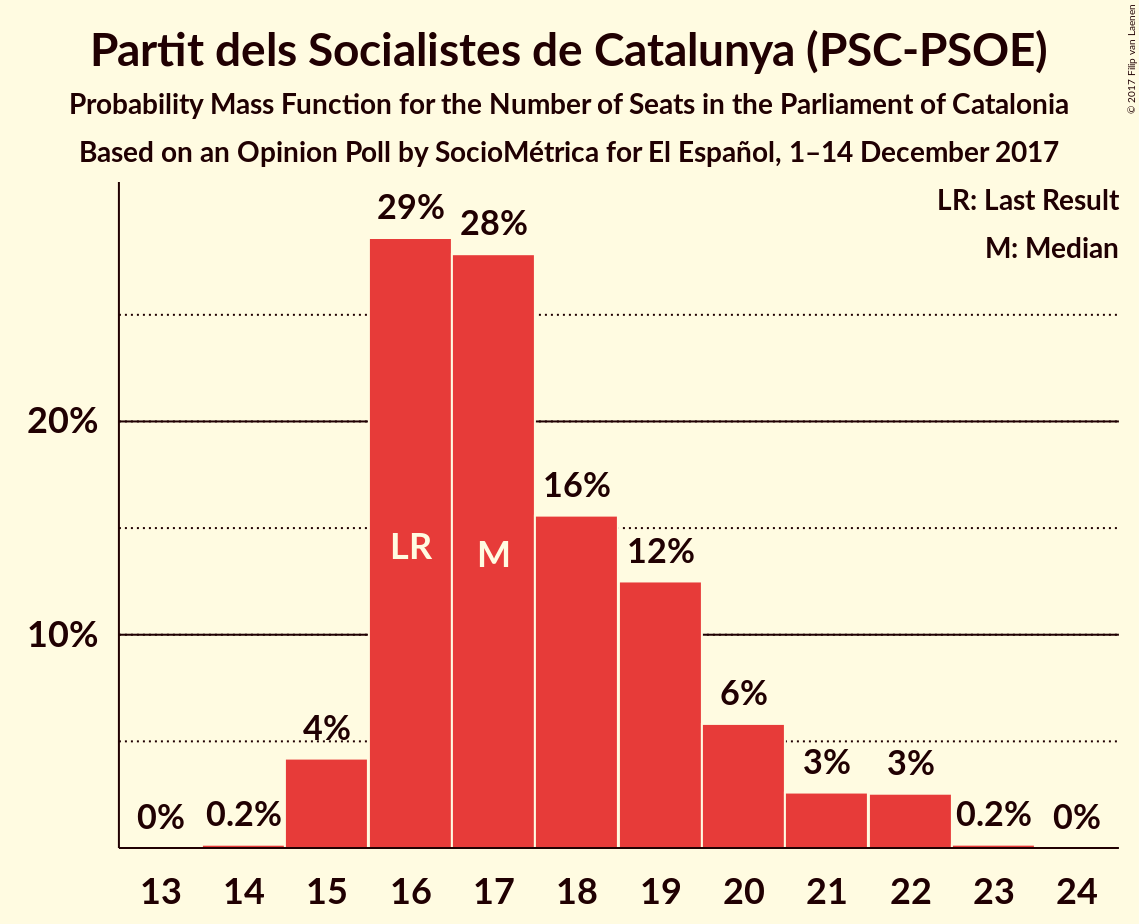 Partit dels Socialistes de Catalunya (PSC-PSOE)
Probability Mass Function for the Number of Seats in the Parliament of Catalonia
Based on an Opinion Poll by SocioMétrica for El Español, 1–14 December 2017
© 2017 Filip van Laenen
LR: Last Result
M: Median
29%
28%
20%
16%
12%
LR
M
10%
6%
4%
3%
3%
0%
0.2%
0.2%
0%
13 14 15 16 17 18 19 20 21 22 23 24